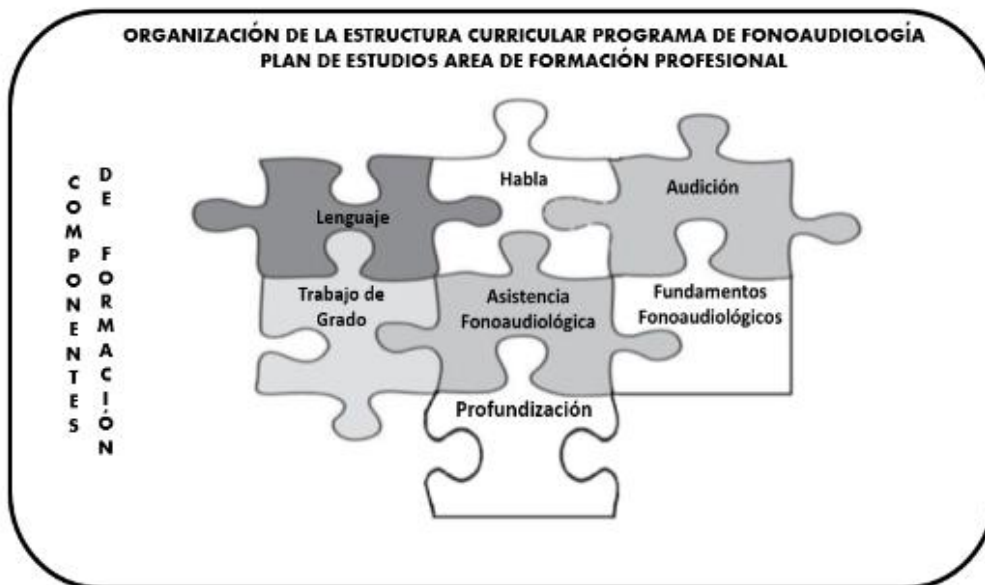 ORGANIZACIÓN DE LA ESTRUCTURA CURRICULAR PROGRAMA DE FONOAUDIOLOGÍA
PLAN DE ESTUDIOS AREA DE FORMACIÓN PROFESIONAL
COMPONENTES
DE FORMACIÓN
Lenguaje
Habla
Audición
Trabajo de
Grado
Asistencia
Fonoaudiológica
Fundamentos
Fonoaudiológicos
Profundización